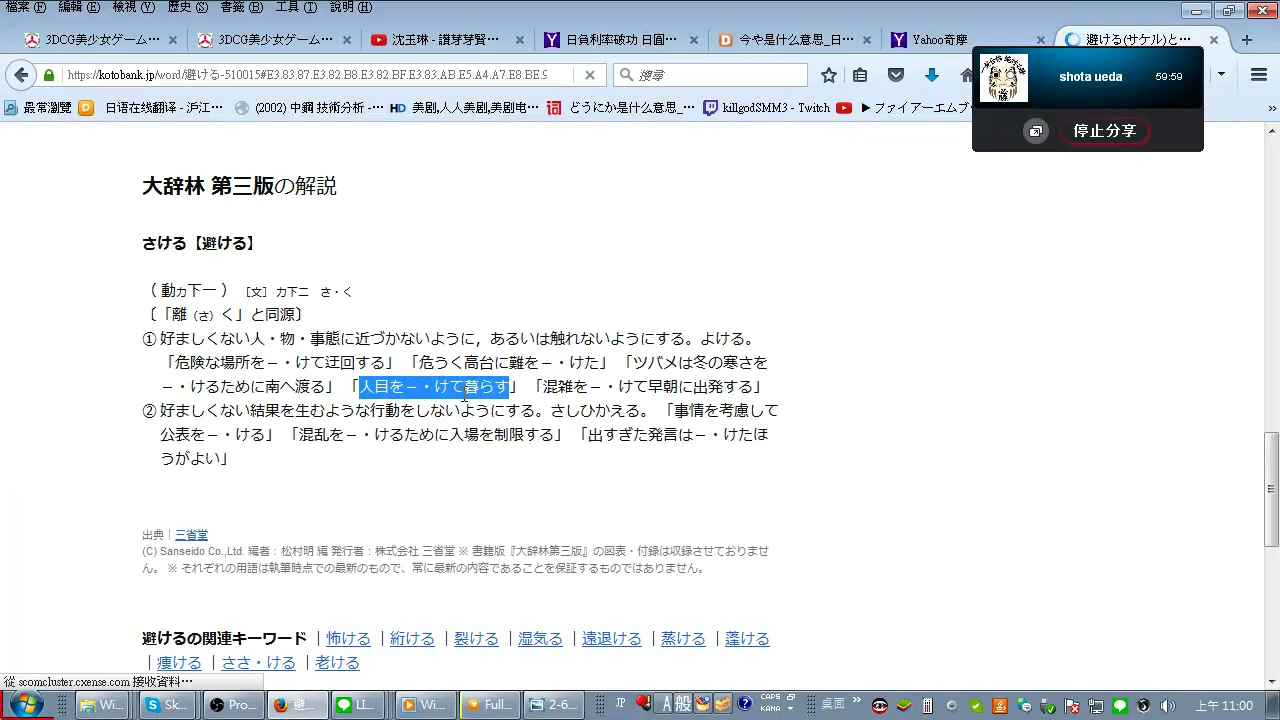 檔案(F) 編輯(E) 檢視(V) 歷史(S) 書籤(B) 工具(T) 說明(H)
3DCG美少女ゲーム… × 3DCG美少女ゲーム… × 沈玉琳 - 譁譁譁賢… × 日負利率破功 日圓… × 今や是什么意思_日… × Yahoo奇摩 × 避ける(サケル)と… ×
https://kotobank.jp/word/避ける-510015#E3.83.87.E3.82.B8.E3.82.BF.E3.83.AB.E5.A4.A7.E8.BE.9
搜尋
最常瀏覽 日语在线翻译 - 沪江… (202) 中國 技術分析 -… 美剧,人人美剧,美剧电… どうにか是什么意思_… killgodSMM3 - Twitch ▶ ファイアーエムブ
shota ueda 59:59
停止分享
大辞林 第三版の解説
さける【避ける】
( 動カ下一 ) [文] カ下二 さ・く
〔「離（さ）く」と同源〕
① 好ましくない人・物・事態に近づかないように，あるいは触れないようにする。よける。
「危険な場所を－・けて迂回する」 「危うく高台に難を－・けた」 「ツバメは冬の寒さを
－・けるために南へ渡る」 「人目を－・けて暮らす」 「混雑を－・けて早朝に出発する」
② 好ましくない結果を生むような行動をしないようにする。さしひかえる。 「事情を考慮して
公表を－・ける」 「混乱を－・けるために入場を制限する」 「出すぎた発言は－・けたほ
うがよい」
出典｜三省堂
(C) Sanseido Co.,Ltd. 編者：松村明 編 発行者：株式会社 三省堂 ※ 書籍版『大辞林第三版』の図表・付録は収録させておりませ
ん。 ※ それぞれの用語は執筆時点での最新のもので、常に最新の内容であることを保証するものではありません。
避けるの関連キーワード｜怖ける｜絎ける｜裂ける｜湿気る｜遠退ける｜蒸ける｜蓬ける
｜痩ける｜ささ・ける｜老ける
從 scomcluster.cxense.com 接收資料…
Wi… Sk… Pro… LI… Wi… Full… 2-6… JP A 般 CAPS KANA 桌面 上午 11:00